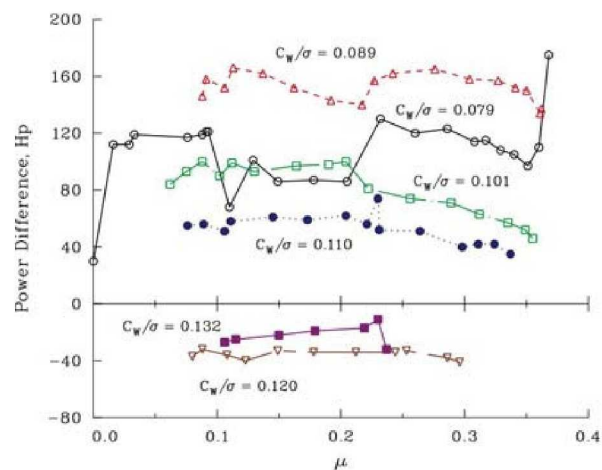 200
160
120
80
40
0
-40
-80
Power Difference, Hp
C_W/σ = 0.089
C_W/σ = 0.079
C_W/σ = 0.101
C_W/σ = 0.110
C_W/σ = 0.132
C_W/σ = 0.120
0.0 0.1 0.2 0.3 0.4
μ